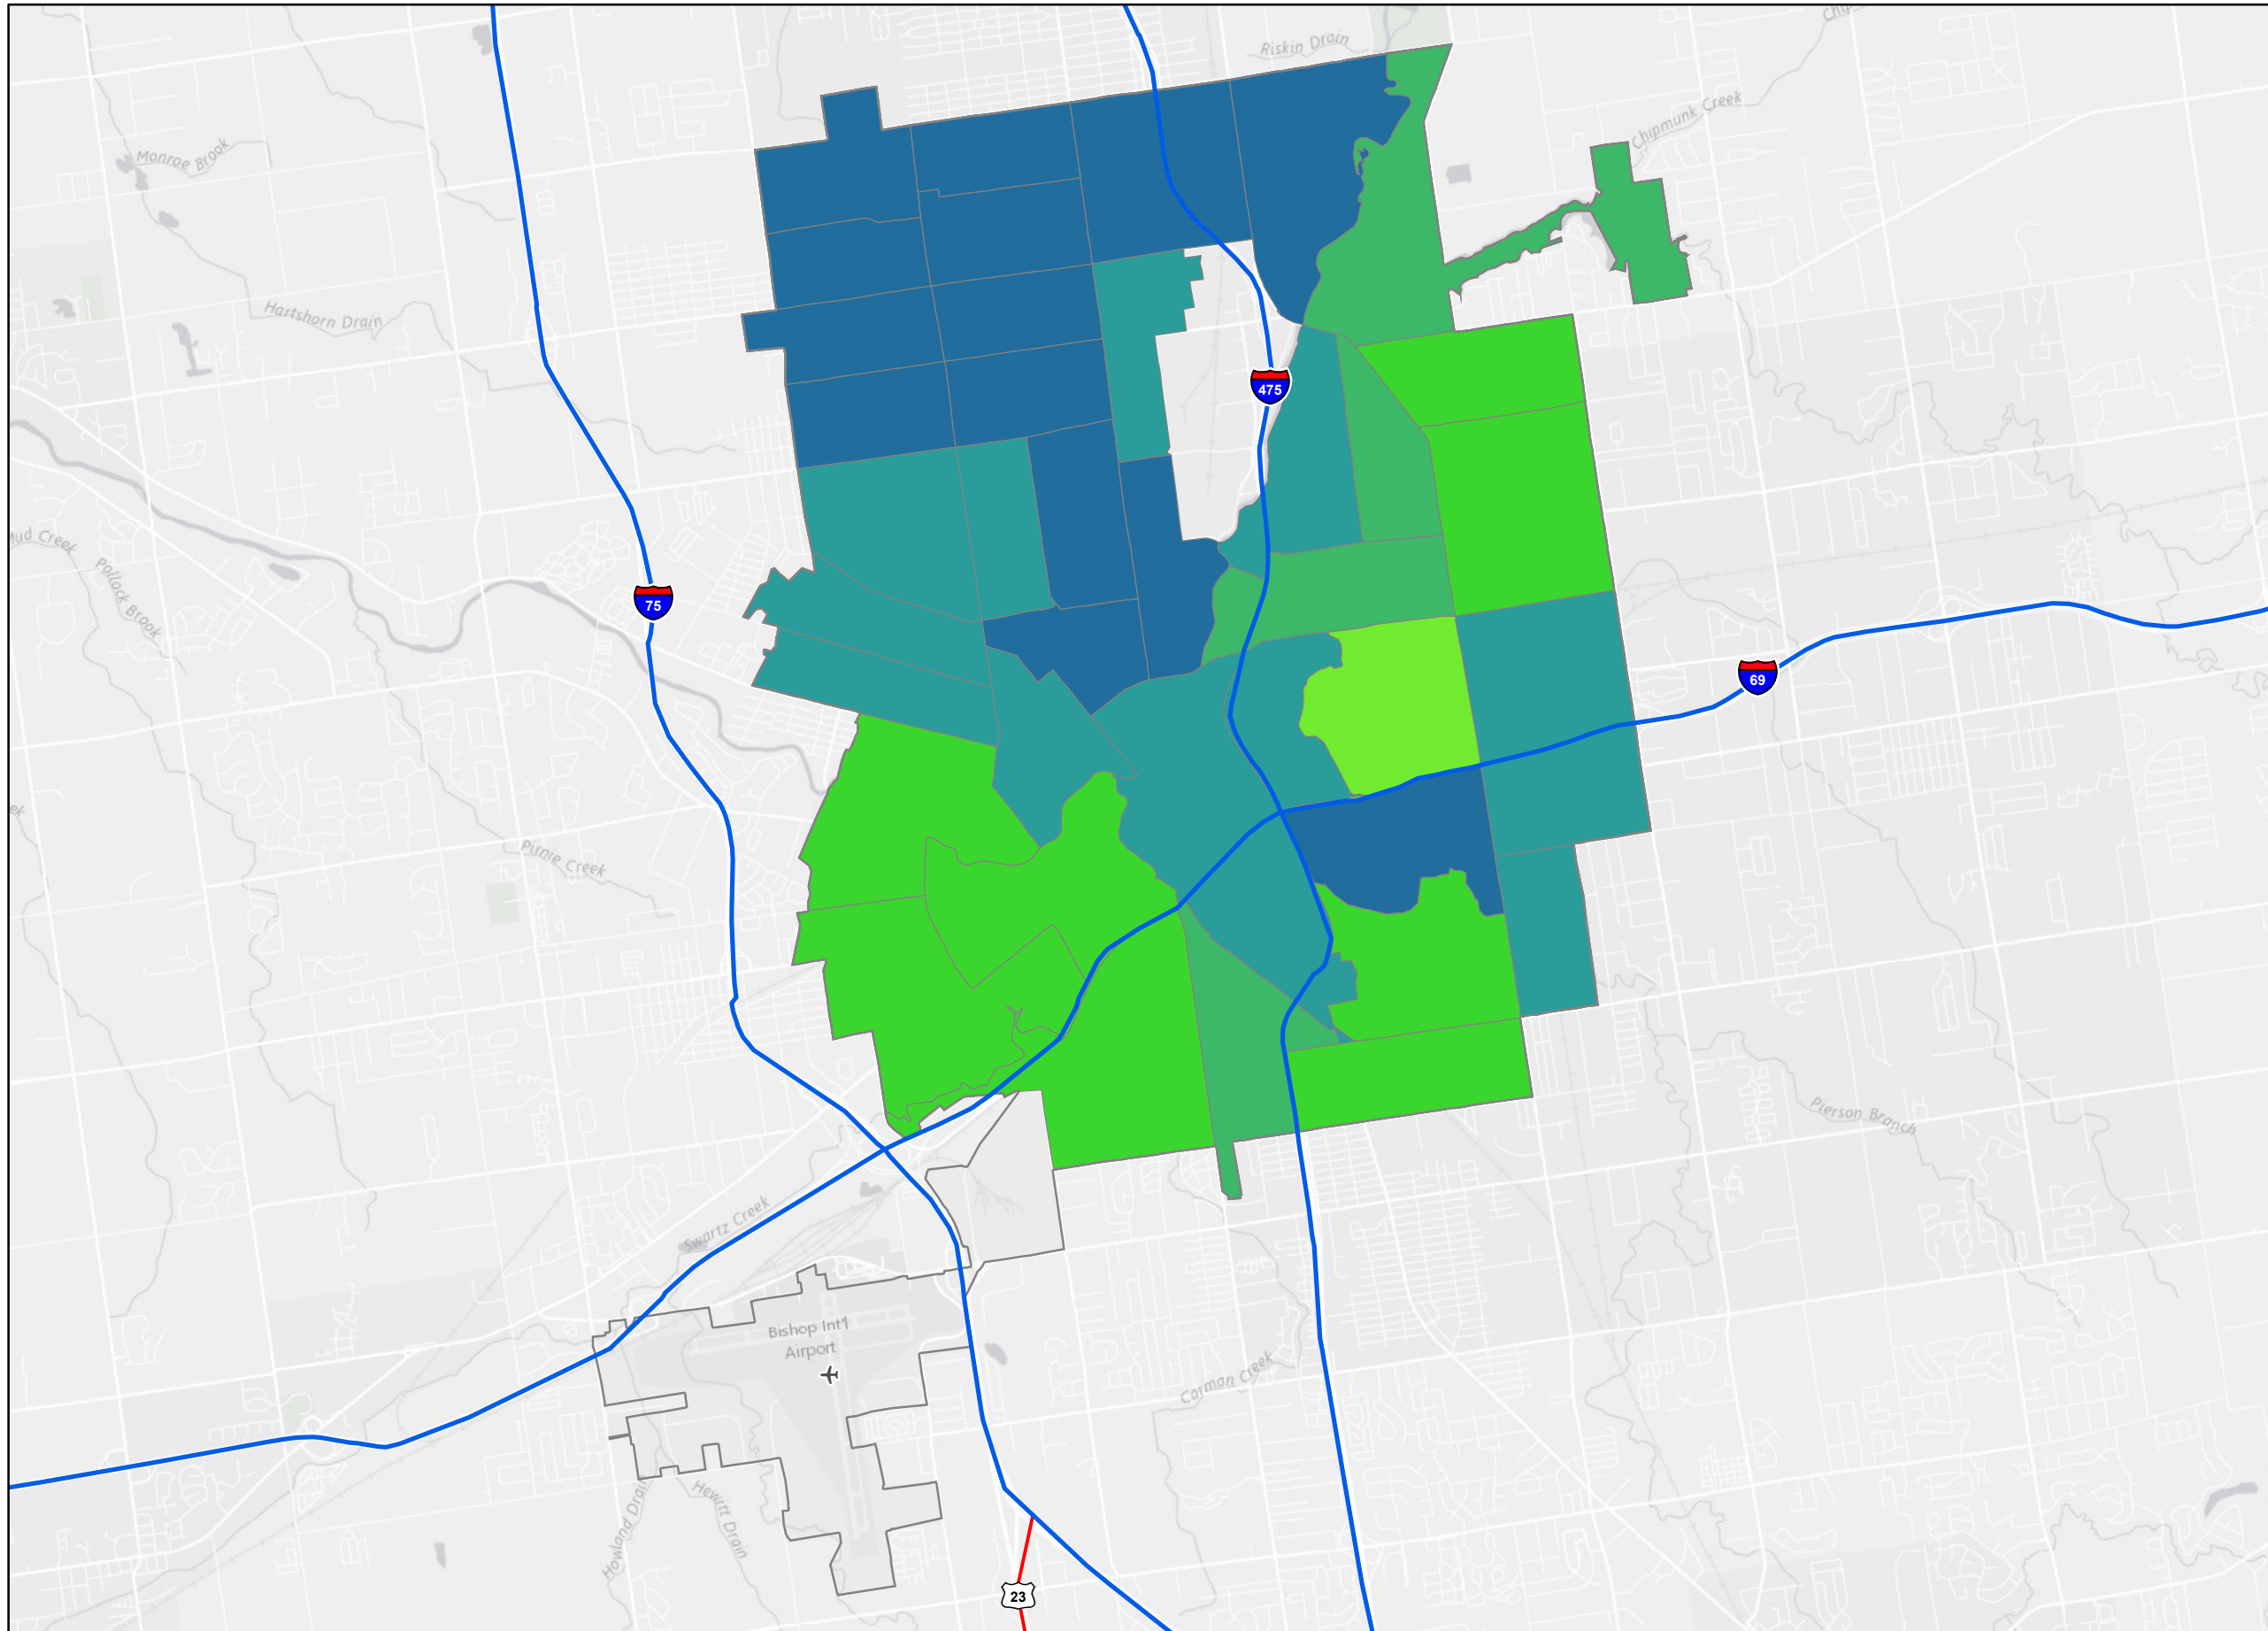 Riskin Drain
Chipmunk Creek
Monroe Brook
Hartshorn Drain
475
Mud Creek
Pollack Brook
75
69
Pirnie Creek
Pierson Branch
Swartz Creek
Bishop Int'l
Airport
Carman Creek
Howland Drain
Hewitt Drain
23